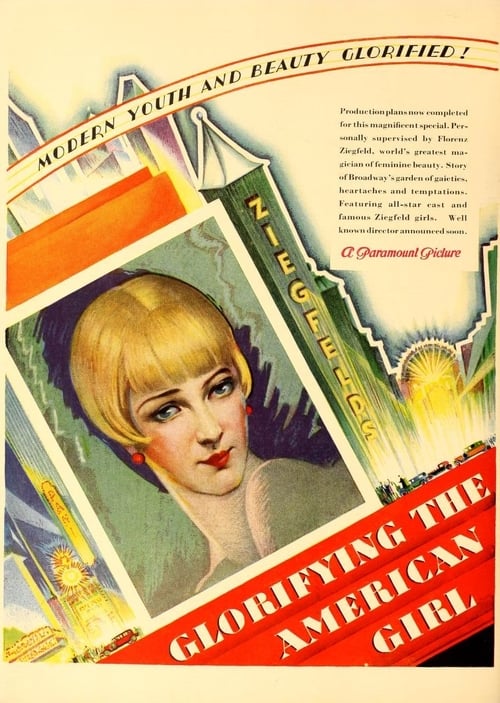 MODERN YOUTH AND BEAUTY GLORIFIED!
Production plans now completed
for this magnificent special. Per-
sonally supervised by Florenz
Ziegfeld, world's greatest ma-
gician of feminine beauty. Story
of Broadway's garden of gaieties,
heartaches and temptations.
Featuring all-star cast and
famous Ziegfeld girls. Well
known director announced soon.
A Paramount Picture
ZIEGFELDS
GLORIFYING THE
AMERICAN
GIRL